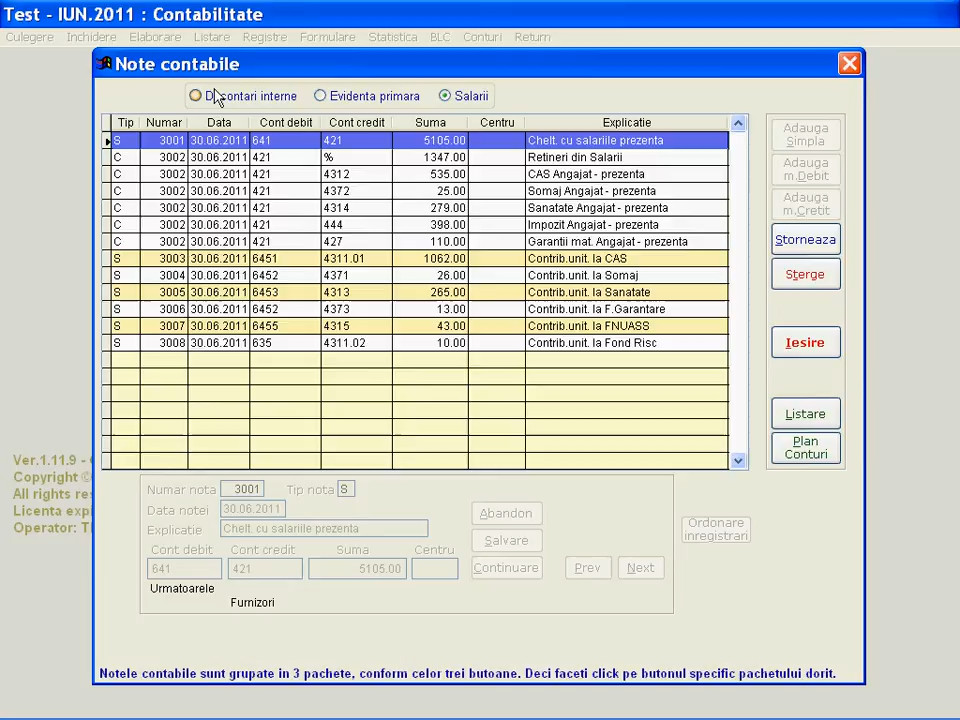 Test - IUN.2011 : Contabilitate
Culegere Inchidere Elaborare Listare Registre Formulare Statistica BLC Conturi Return
Note contabile
contari interne Evidenta primara Salarii
Tip Numar Data Cont debit Cont credit Suma Centru Explicatie
S 3001 30.06.2011 641 421 5105.00 Chelt. cu salariile prezenta
C 3002 30.06.2011 421 % 1347.00 Retineri din Salarii
C 3002 30.06.2011 421 4312 535.00 CAS Angajat - prezenta
C 3002 30.06.2011 421 4372 25.00 Somaj Angajat - prezenta
C 3002 30.06.2011 421 4314 279.00 Sanatate Angajat - prezenta
C 3002 30.06.2011 421 444 398.00 Impozit Angajat - prezenta
C 3002 30.06.2011 421 427 110.00 Garantii mat. Angajat - prezenta
S 3003 30.06.2011 6451 4311.01 1062.00 Contrib.unit. la CAS
S 3004 30.06.2011 6452 4371 26.00 Contrib.unit. la Somaj
S 3005 30.06.2011 6453 4313 265.00 Contrib.unit. la Sanatate
S 3006 30.06.2011 6452 4373 13.00 Contrib.unit. la F.Garantare
S 3007 30.06.2011 6455 4315 43.00 Contrib.unit. la FNUASS
S 3008 30.06.2011 635 4311.02 10.00 Contrib.unit. la Fond Risc
Adauga
Simpla
Adauga
m.Debit
Adauga
m.Cretit
Storneaza
Sterge
Iesire
Listare
Plan
Conturi
Ver.1.11.9 -
Copyright ©
All rights re
Licenta exp
Operator: T
Numar nota 3001 Tip nota S
Data notei 30.06.2011
Explicatie Chelt. cu salariile prezenta
Cont debit Cont credit Suma Centru
641 421 5105.00
Urmatoarele
Furnizori
Abandon
Salvare
Continuare Prev Next
Ordonare
inregistrari
Notele contabile sunt grupate in 3 pachete, conform celor trei butoane. Deci faceti click pe butonul specific pachetului dorit.